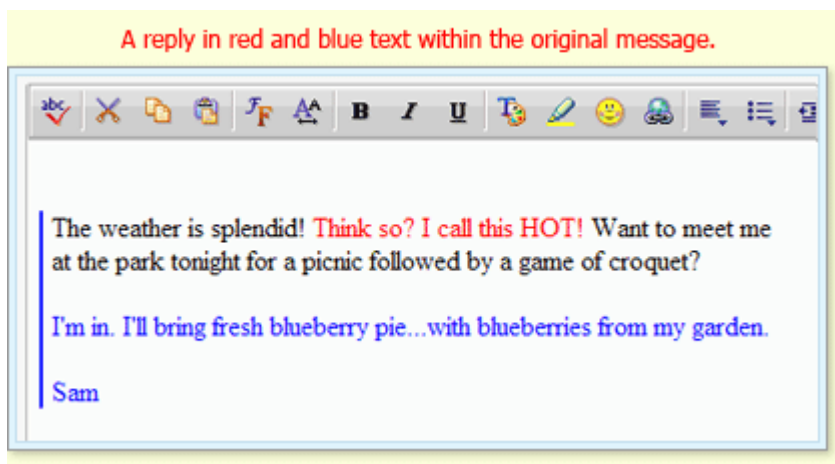 A reply in red and blue text within the original message.
abc
B I U
The weather is splendid! Think so? I call this HOT! Want to meet me
at the park tonight for a picnic followed by a game of croquet?
I'm in. I'll bring fresh blueberry pie...with blueberries from my garden.
Sam